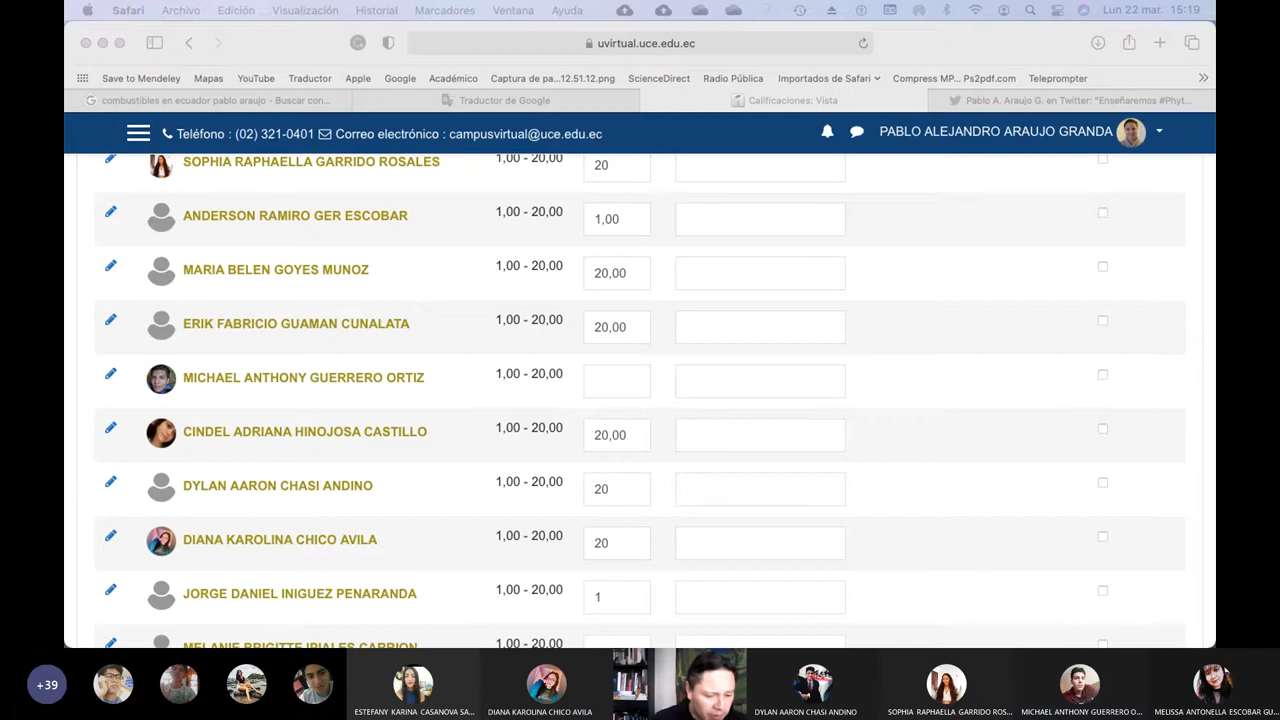 Safari Archivo Edición Visualización Historial Marcadores Ventana Ayuda Lun 22 mar. 15:19
uvirtual.uce.edu.ec
Save to Mendeley Mapas YouTube Traductor Apple Google Académico Captura de pa...12.51.12.png ScienceDirect Radio Pública Importados de Safari Compress MP... Ps2pdf.com Teleprompter
combustibles en ecuador pablo araujo - Buscar con... Traductor de Google Calificaciones: Vista Pablo A. Araujo G. en Twitter: "Enseñaremos #Phyt...
Teléfono : (02) 321-0401 Correo electrónico : campusvirtual@uce.edu.ec PABLO ALEJANDRO ARAUJO GRANDA
SOPHIA RAPHAELLA GARRIDO ROSALES 1,00 - 20,00 20
ANDERSON RAMIRO GER ESCOBAR 1,00 - 20,00 1,00
MARIA BELEN GOYES MUNOZ 1,00 - 20,00 20,00
ERIK FABRICIO GUAMAN CUNALATA 1,00 - 20,00 20,00
MICHAEL ANTHONY GUERRERO ORTIZ 1,00 - 20,00
CINDEL ADRIANA HINOJOSA CASTILLO 1,00 - 20,00 20,00
DYLAN AARON CHASI ANDINO 1,00 - 20,00 20
DIANA KAROLINA CHICO AVILA 1,00 - 20,00 20
JORGE DANIEL INIGUEZ PENARANDA 1,00 - 20,00 1
MELANIE BRIGITTE IPIALES CARRION 1,00 - 20,00
+39
ESTEFANY KARINA CASANOVA SA... DIANA KAROLINA CHICO AVILA DYLAN AARON CHASI ANDINO SOPHIA RAPHAELLA GARRIDO ROS... MICHAEL ANTHONY GUERRERO O... MELISSA ANTONELLA ESCOBAR GU...